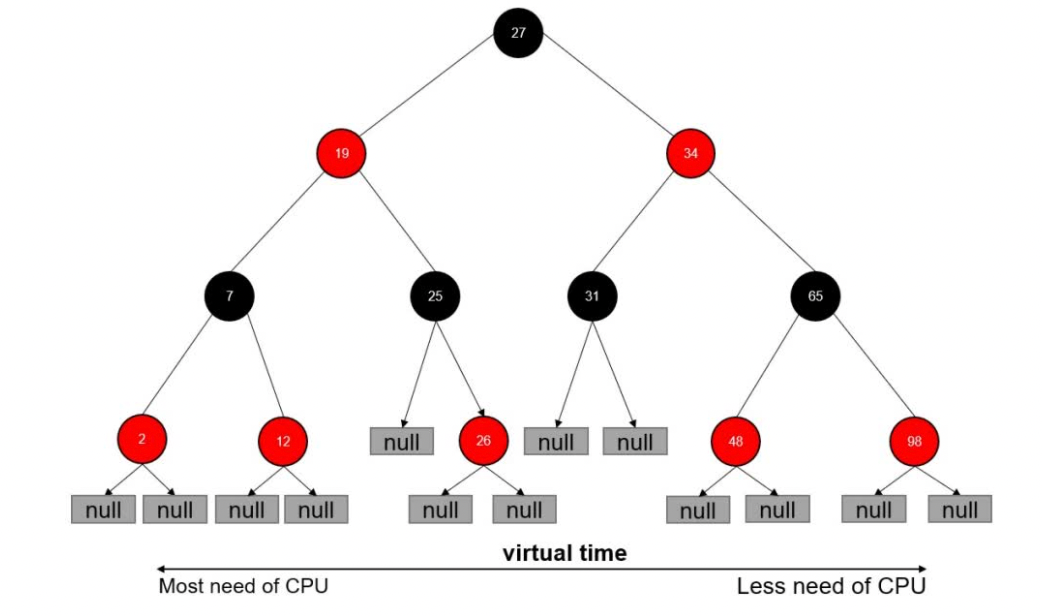 27
19
34
7
25
31
65
2
12
null
26
null
null
48
98
null
null
null
null
null
null
null
null
null
null
virtual time
Most need of CPU
Less need of CPU